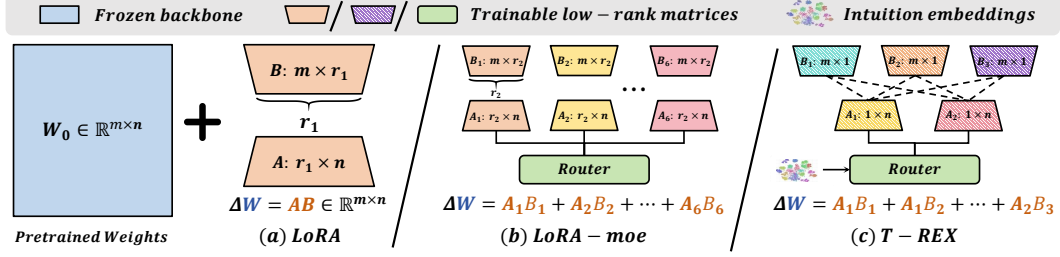 Frozen backbone / / Trainable low − rank matrices Intuition embeddings
W₀ ∈ ℝᵐˣⁿ
Pretrained Weights
B: m × r₁
r₁
A: r₁ × n
ΔW = AB ∈ ℝᵐˣⁿ
(a) LoRA
B₁: m × r₂ B₂: m × r₂ B₆: m × r₂
r₂
...
A₁: r₂ × n A₂: r₂ × n A₆: r₂ × n
Router
ΔW = A₁B₁ + A₂B₂ + ⋯ + A₆B₆
(b) LoRA − moe
B₁: m × 1 B₂: m × 1 B₃: m × 1
A₁: 1 × n A₂: 1 × n
Router
ΔW = A₁B₁ + A₁B₂ + ⋯ + A₂B₃
(c) T − REX